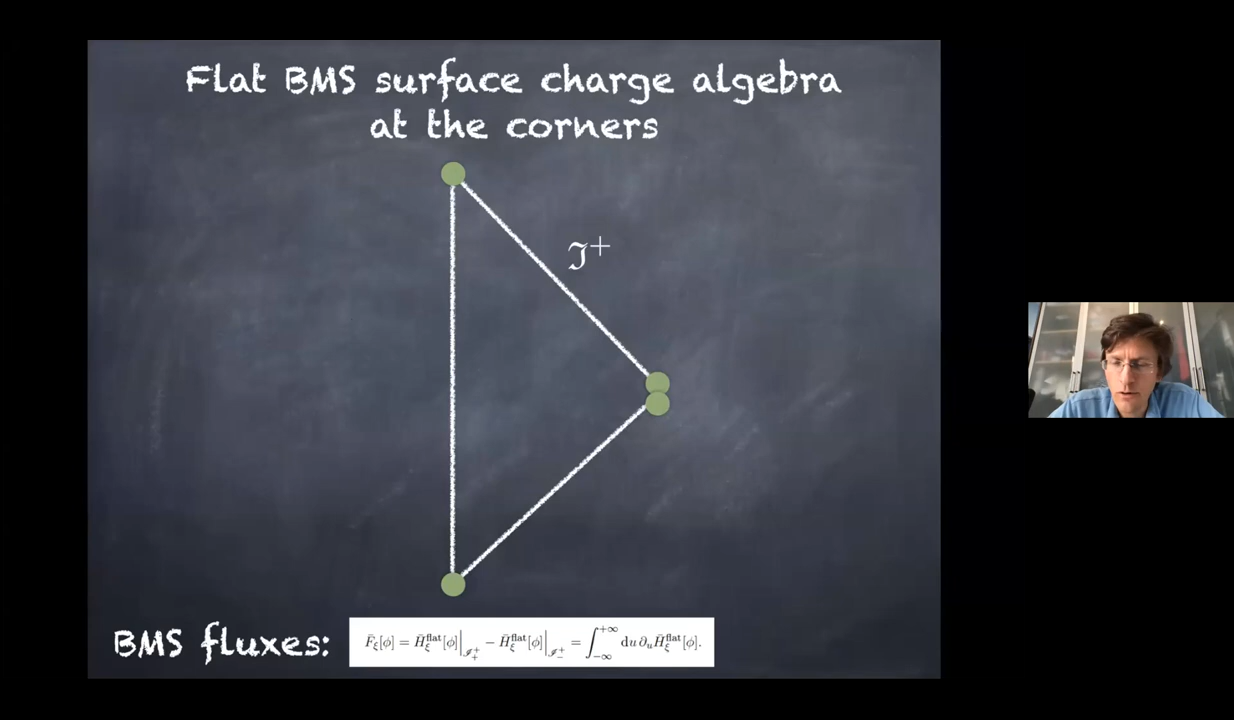 Flat BMS surface charge algebra
at the corners
ℐ⁺
BMS fluxes: F̄_ξ[ϕ] = H̄_ξ^flat[ϕ]|_{ℐ^+_+} − H̄_ξ^flat[ϕ]|_{ℐ^+_−} = ∫_{−∞}^{+∞} du ∂_u H̄_ξ^flat[ϕ].